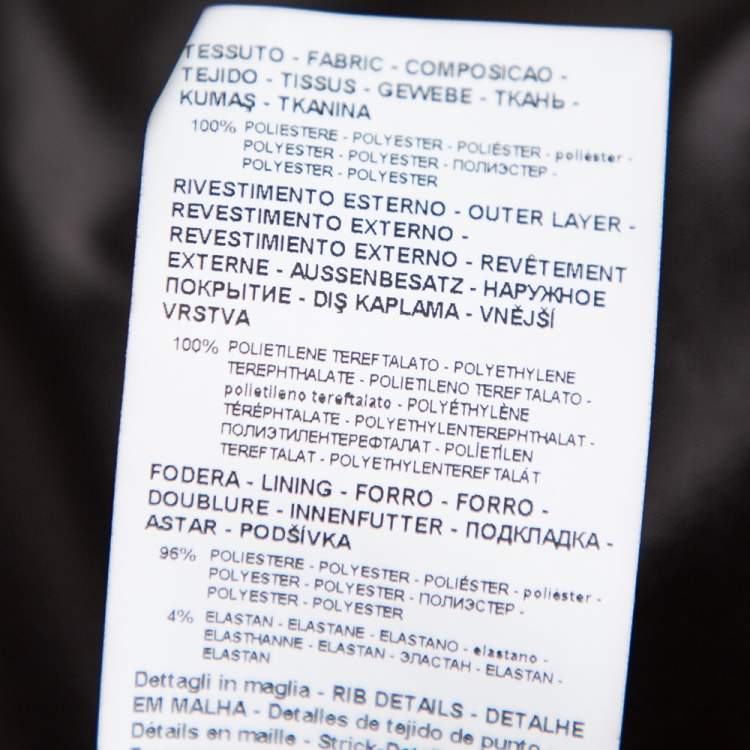 TESSUTO - FABRIC - COMPOSICAO -
TEJIDO - TISSUS - GEWEBE - ТКАНЬ -
KUMAŞ - TKANINA
100% POLIESTERE - POLYESTER - POLIÉSTER - poliéster -
POLYESTER - POLYESTER - ПОЛИЭСТЕР -
POLYESTER - POLYESTER
RIVESTIMENTO ESTERNO - OUTER LAYER -
REVESTIMENTO EXTERNO -
REVESTIMIENTO EXTERNO - REVÊTEMENT
EXTERNE - AUSSENBESATZ - НАРУЖНОЕ
ПОКРЫТИЕ - DIŞ KAPLAMA - VNĚJŠÍ
VRSTVA
100% POLIETILENE TEREFTALATO - POLYETHYLENE
TEREPHTHALATE - POLIETILENO TEREFTALATO -
polietileno tereftalato - POLYÉTHYLÈNE
TÉRÉPHTALATE - POLYETHYLENTEREPHTHALAT -
ПОЛИЭТИЛЕНТЕРЕФТАЛАТ - POLİETİLEN
TEREFTALAT - POLYETHYLENTEREFTALÁT
FODERA - LINING - FORRO - FORRO -
DOUBLURE - INNENFUTTER - ПОДКЛАДКА -
ASTAR - PODŠÍVKA
96% POLIESTERE - POLYESTER - POLIÉSTER - poliéster -
POLYESTER - POLYESTER - ПОЛИЭСТЕР -
POLYESTER - POLYESTER
4% ELASTAN - ELASTANE - ELASTANO - elastano -
ELASTHANNE - ELASTAN - ЭЛАСТАН - ELASTAN -
ELASTAN
Dettagli in maglia - RIB DETAILS - DETALHE
EM MALHA - Detalles de tejido de punto -
Détails en maille - Strick-